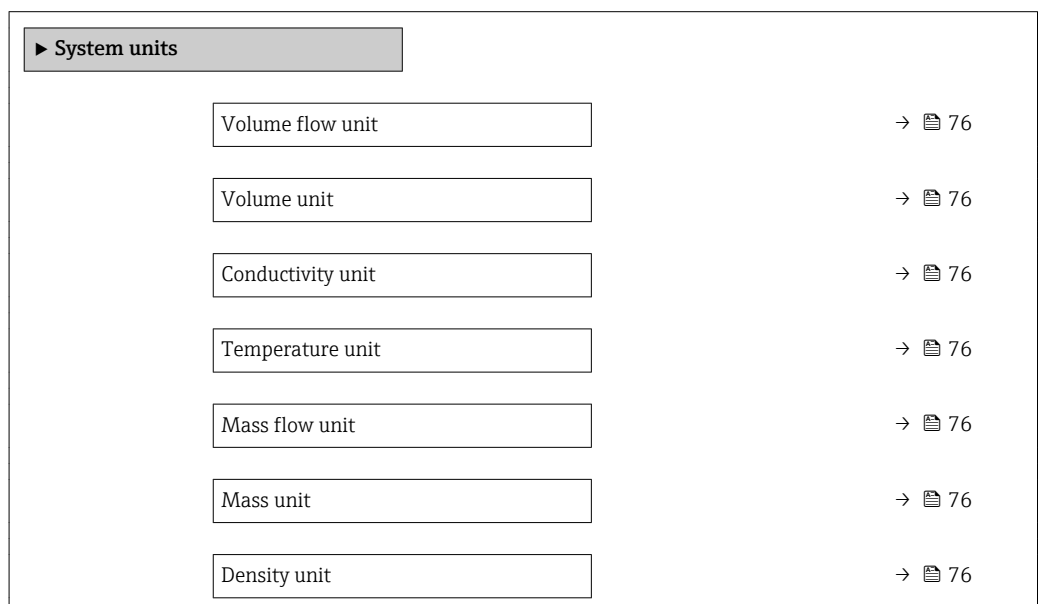 ▶ System units
Volume flow unit → 76
Volume unit → 76
Conductivity unit → 76
Temperature unit → 76
Mass flow unit → 76
Mass unit → 76
Density unit → 76